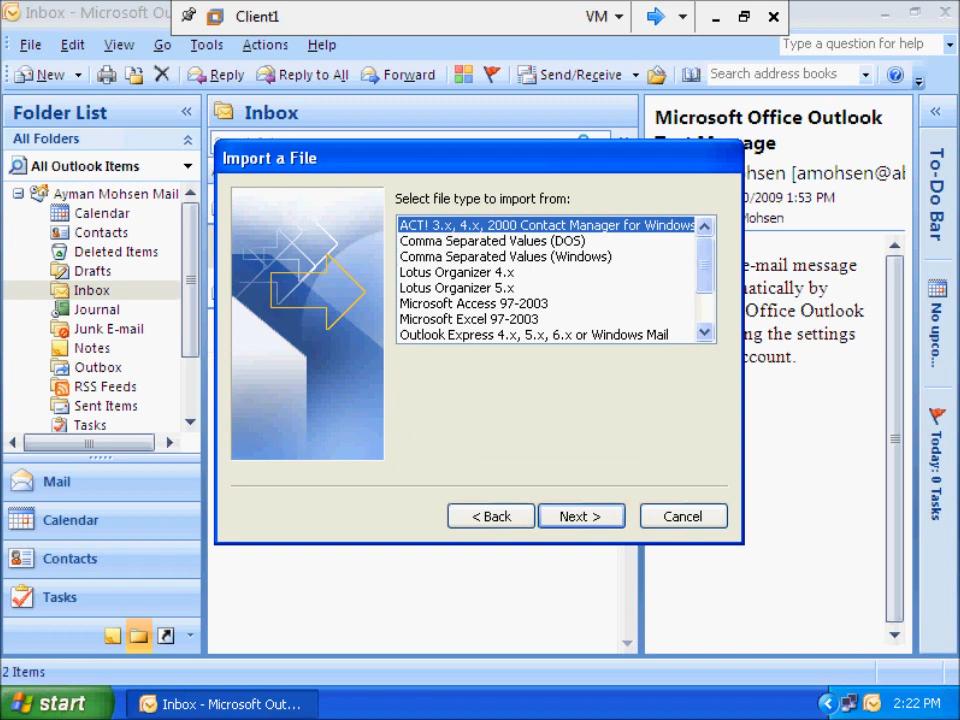 Inbox - Microsoft Ou
Client1
VM
File Edit View Go Tools Actions Help
Type a question for help
New Reply Reply to All Forward Send/Receive Search address books
Folder List
All Folders
All Outlook Items
Ayman Mohsen Mail
Calendar
Contacts
Deleted Items
Drafts
Inbox
Journal
Junk E-mail
Notes
Outbox
RSS Feeds
Sent Items
Tasks
Mail
Calendar
Contacts
Tasks
Inbox
Import a File
Select file type to import from:
ACT! 3.x, 4.x, 2000 Contact Manager for Windows
Comma Separated Values (DOS)
Comma Separated Values (Windows)
Lotus Organizer 4.x
Lotus Organizer 5.x
Microsoft Access 97-2003
Microsoft Excel 97-2003
Outlook Express 4.x, 5.x, 6.x or Windows Mail
< Back Next > Cancel
Microsoft Office Outlook
age
hsen [amohsen@al
0/2009 1:53 PM
Mohsen
e-mail message
natically by
Office Outlook
ng the settings
ccount.
To-Do Bar
No upco...
Today: 0 Tasks
2 Items
start
Inbox - Microsoft Out...
2:22 PM